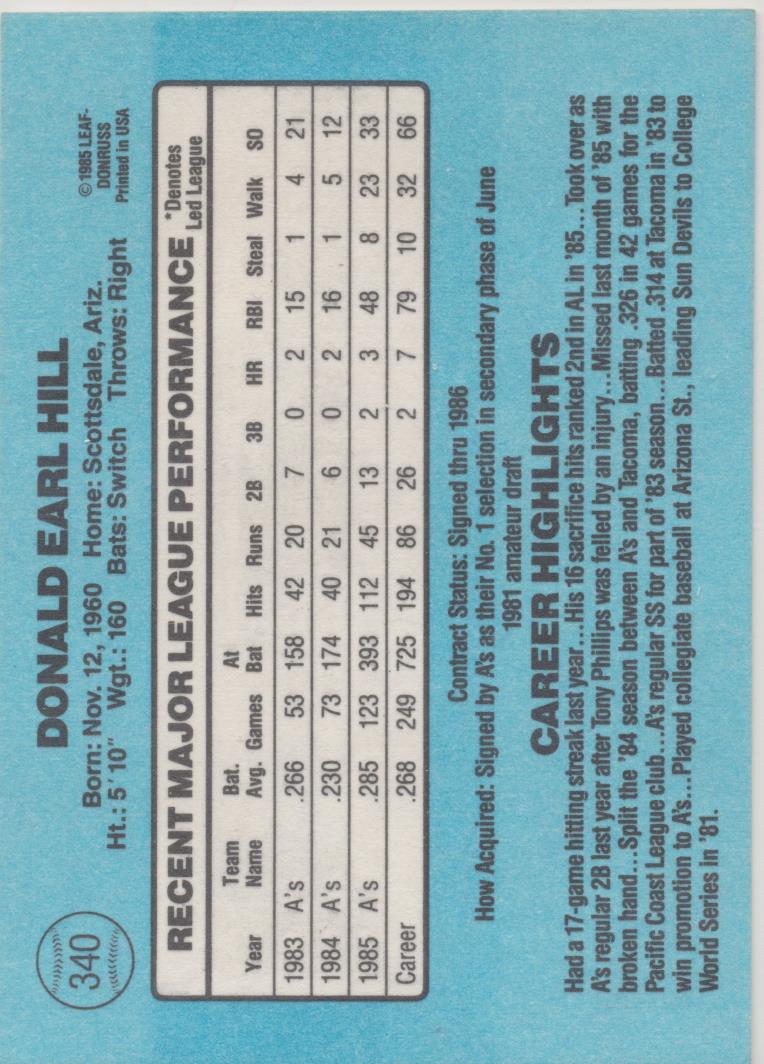 340
DONALD EARL HILL
Born: Nov. 12, 1960 Home: Scottsdale, Ariz.
Ht.: 5'10" Wgt.: 160 Bats: Switch Throws: Right
© 1985 LEAF-
DONRUSS
Printed in USA
RECENT MAJOR LEAGUE PERFORMANCE *Denotes
Led League
Team Bat. At
Year Name Avg. Games Bat Hits Runs 2B 3B HR RBI Steal Walk SO
1983 A's .266 53 158 42 20 7 0 2 15 1 4 21
1984 A's .230 73 174 40 21 6 0 2 16 1 5 12
1985 A's .285 123 393 112 45 13 2 3 48 8 23 33
Career .268 249 725 194 86 26 2 7 79 10 32 66
Contract Status: Signed thru 1986
How Acquired: Signed by A's as their No. 1 selection in secondary phase of June
1981 amateur draft
CAREER HIGHLIGHTS
Had a 17-game hitting streak last year...His 16 sacrifice hits ranked 2nd in AL in '85...Took over as
A's regular 2B last year after Tony Phillips was felled by an injury...Missed last month of '85 with
broken hand...Split the '84 season between A's and Tacoma, batting .326 in 42 games for the
Pacific Coast League club...A's regular SS for part of '83 season...Batted .314 at Tacoma in '83 to
win promotion to A's...Played collegiate baseball at Arizona St., leading Sun Devils to College
World Series in '81.